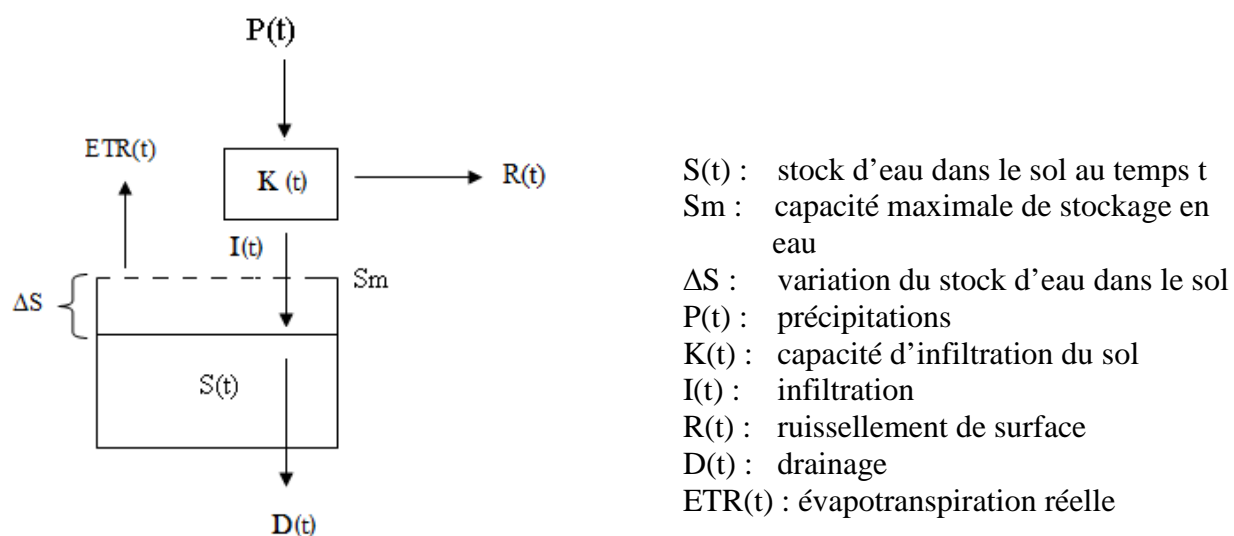 P(t)
ETR(t)
K (t)
R(t)
I(t)
Sm
ΔS
S(t)
D(t)
S(t) : stock d’eau dans le sol au temps t
Sm : capacité maximale de stockage en
eau
ΔS : variation du stock d’eau dans le sol
P(t) : précipitations
K(t) : capacité d’infiltration du sol
I(t) : infiltration
R(t) : ruissellement de surface
D(t) : drainage
ETR(t) : évapotranspiration réelle